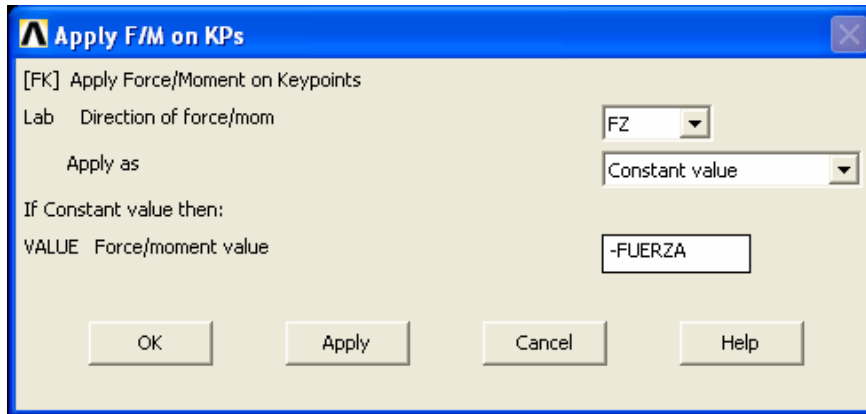 Apply F/M on KPs
[FK] Apply Force/Moment on Keypoints
Lab Direction of force/mom FZ
Apply as Constant value
If Constant value then:
VALUE Force/moment value -FUERZA
OK Apply Cancel Help